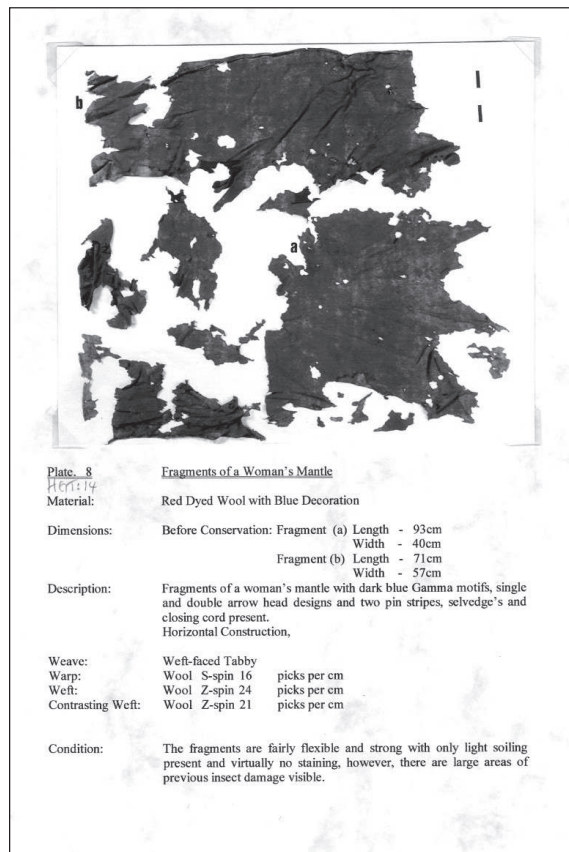 b
a
Plate. 8 Fragments of a Woman's Mantle
HET:14
Material: Red Dyed Wool with Blue Decoration
Dimensions: Before Conservation: Fragment (a) Length - 93cm
Width - 40cm
Fragment (b) Length - 71cm
Width - 57cm
Description: Fragments of a woman's mantle with dark blue Gamma motifs, single
and double arrow head designs and two pin stripes, selvedge's and
closing cord present.
Horizontal Construction,
Weave: Weft-faced Tabby
Warp: Wool S-spin 16 picks per cm
Weft: Wool Z-spin 24 picks per cm
Contrasting Weft: Wool Z-spin 21 picks per cm
Condition: The fragments are fairly flexible and strong with only light soiling
present and virtually no staining, however, there are large areas of
previous insect damage visible.